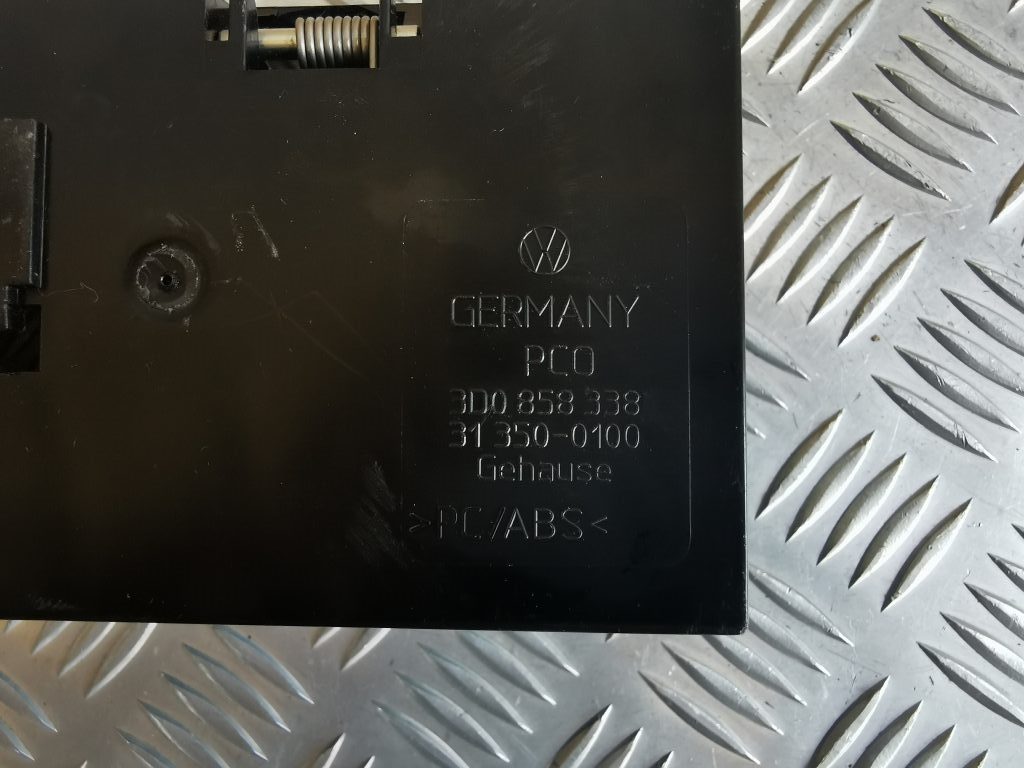 GERMANY
PCO
3D0 858 338
31 350-0100
Gehause
>PC/ABS<